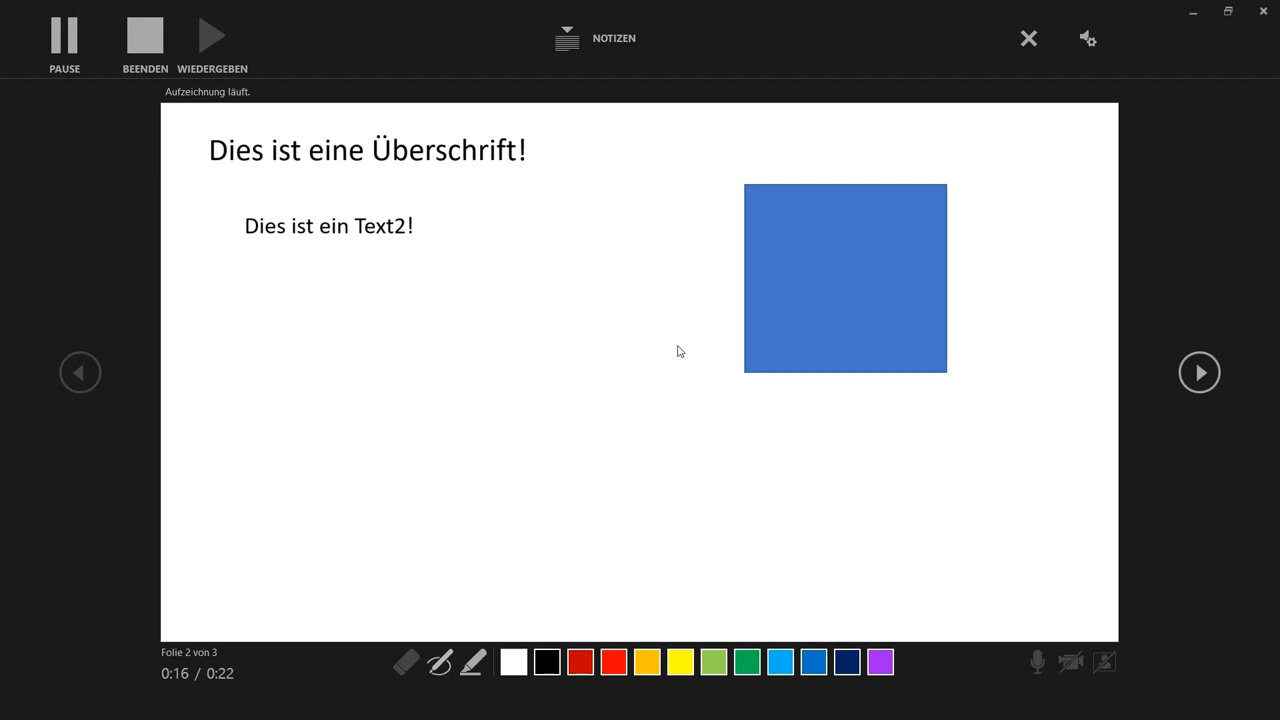 PAUSE
BEENDEN
WIEDERGEBEN
NOTIZEN
Aufzeichnung läuft.
Dies ist eine Überschrift!
Dies ist ein Text2!
Folie 2 von 3
0:16 / 0:22